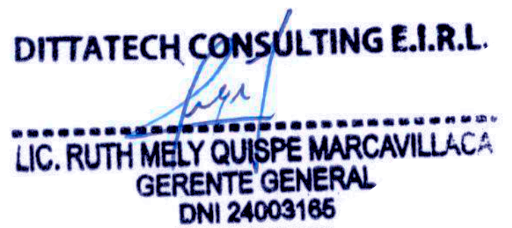 DITTATECH CONSULTING E.I.R.L.
LIC. RUTH MELY QUISPE MARCAVILLACA
GERENTE GENERAL
DNI 24003165